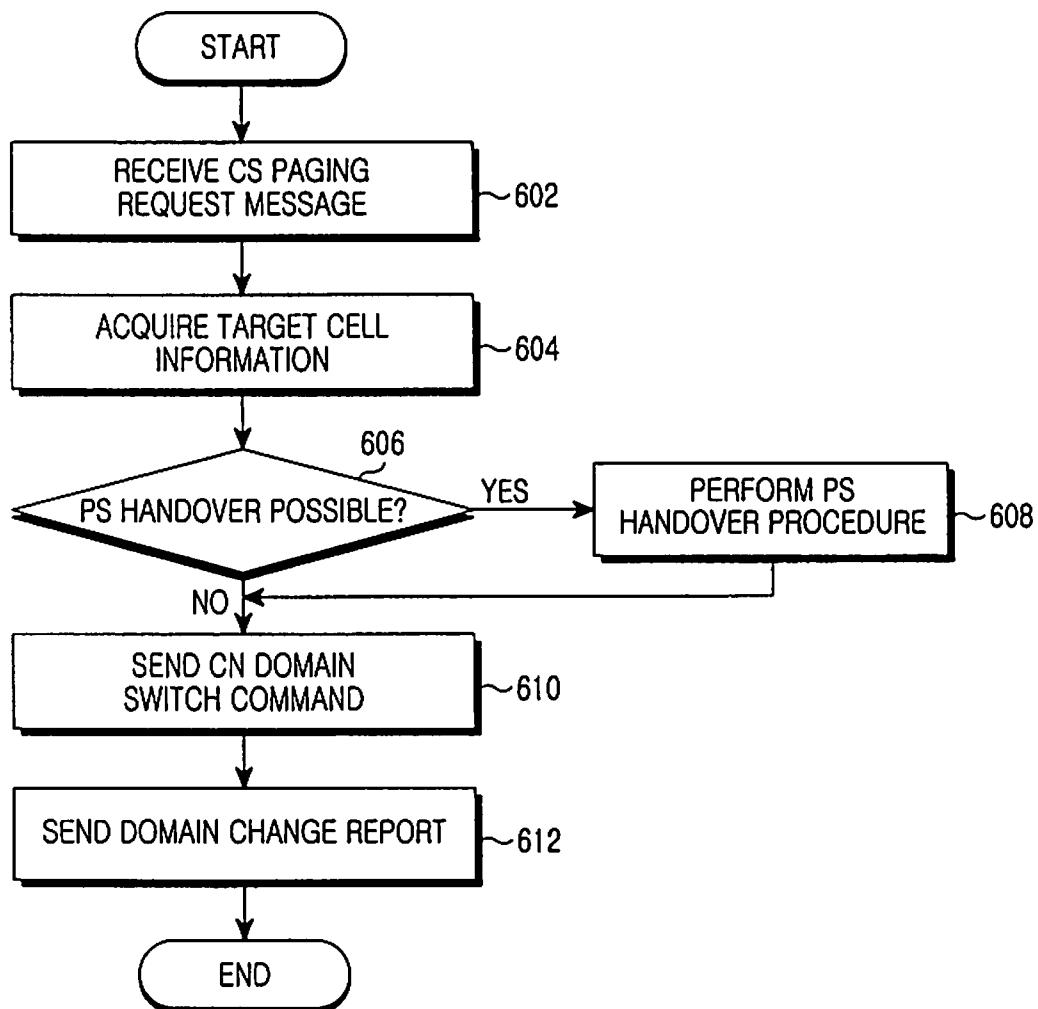 START
RECEIVE CS PAGING
REQUEST MESSAGE
602
ACQUIRE TARGET CELL
INFORMATION
604
606
PS HANDOVER POSSIBLE?
YES
PERFORM PS
HANDOVER PROCEDURE
608
NO
SEND CN DOMAIN
SWITCH COMMAND
610
SEND DOMAIN CHANGE REPORT
612
END